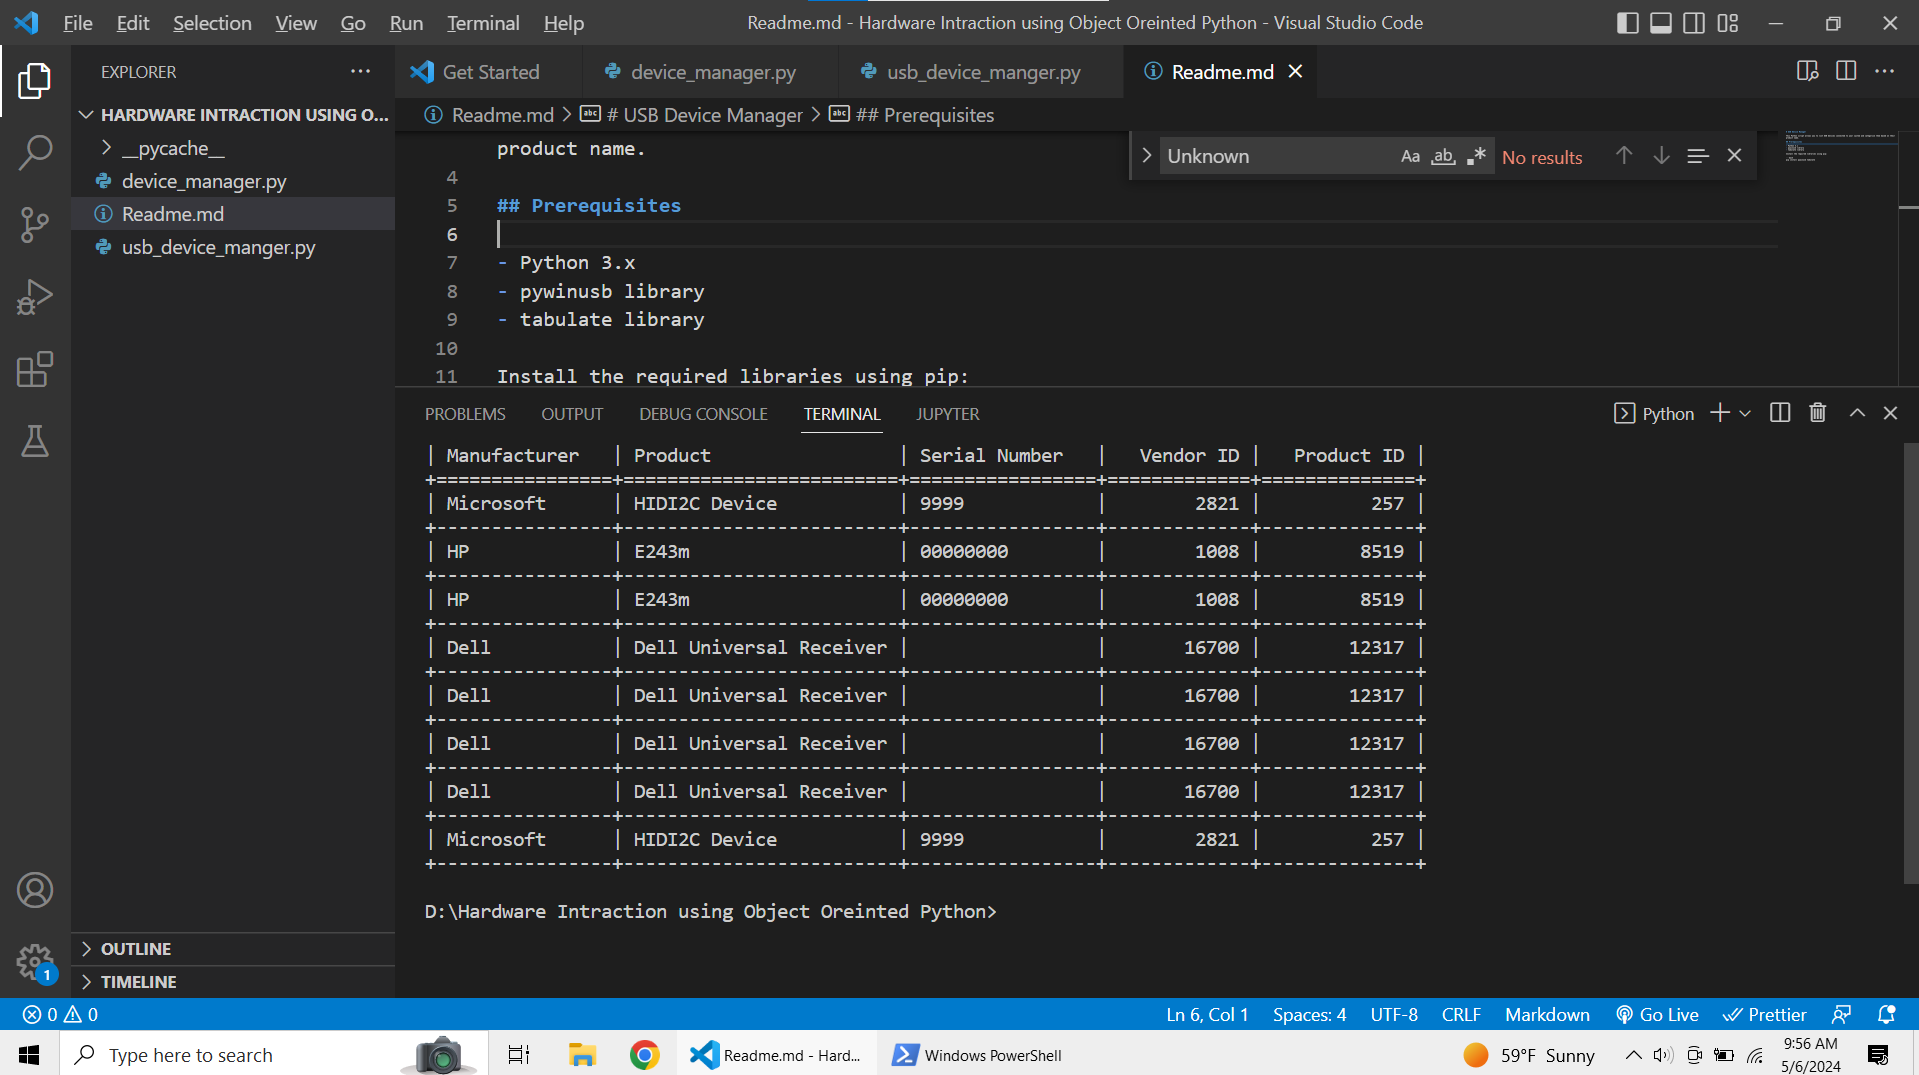 File Edit Selection View Go Run Terminal Help
Readme.md - Hardware Intraction using Object Oreinted Python - Visual Studio Code
EXPLORER
HARDWARE INTRACTION USING O...
__pycache__
device_manager.py
Readme.md
usb_device_manger.py
OUTLINE
TIMELINE
1
Get Started device_manager.py usb_device_manger.py Readme.md
Readme.md > # USB Device Manager > ## Prerequisites
Unknown Aa ab No results
product name.
4
5 ## Prerequisites
6
7 - Python 3.x
8 - pywinusb library
9 - tabulate library
10
11 Install the required libraries using pip:
PROBLEMS OUTPUT DEBUG CONSOLE TERMINAL JUPYTER
Python
| Manufacturer | Product | Serial Number | Vendor ID | Product ID |
| Microsoft | HIDI2C Device | 9999 | 2821 | 257 |
| HP | E243m | 00000000 | 1008 | 8519 |
| HP | E243m | 00000000 | 1008 | 8519 |
| Dell | Dell Universal Receiver | | 16700 | 12317 |
| Dell | Dell Universal Receiver | | 16700 | 12317 |
| Dell | Dell Universal Receiver | | 16700 | 12317 |
| Dell | Dell Universal Receiver | | 16700 | 12317 |
| Microsoft | HIDI2C Device | 9999 | 2821 | 257 |
D:\Hardware Intraction using Object Oreinted Python>
0 0
Ln 6, Col 1 Spaces: 4 UTF-8 CRLF Markdown Go Live Prettier
Type here to search
Readme.md - Hard...
Windows PowerShell
59°F Sunny
9:56 AM
5/6/2024